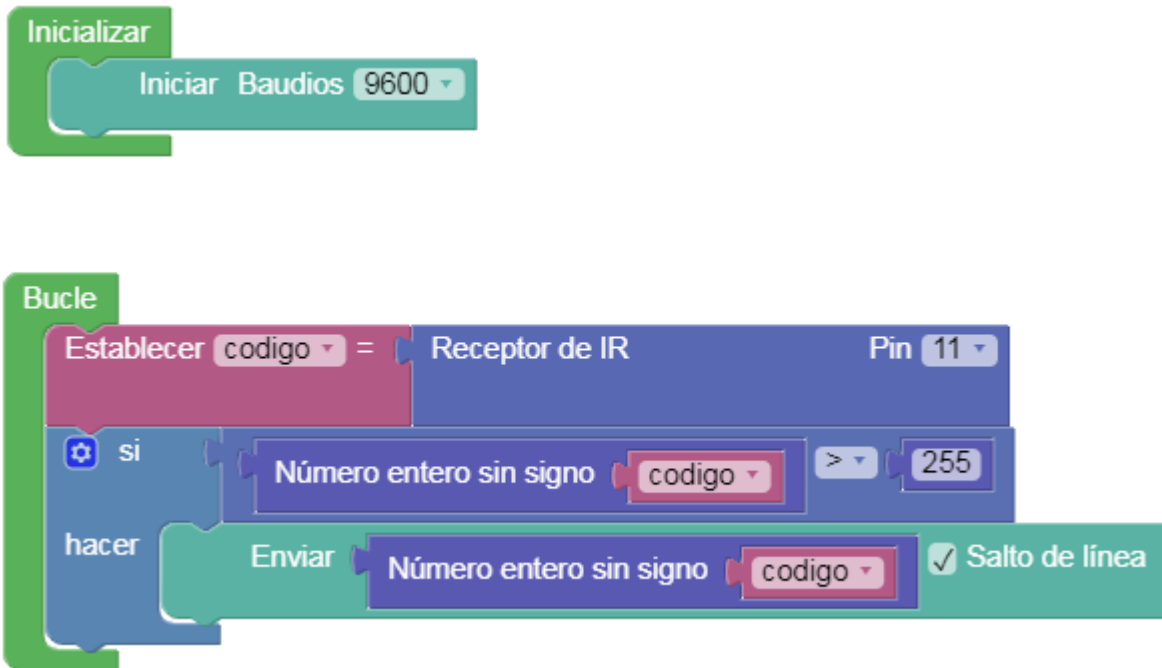 Inicializar
Iniciar Baudios 9600
Bucle
Establecer codigo = Receptor de IR Pin 11
si Número entero sin signo codigo > 255
hacer Enviar Número entero sin signo codigo Salto de línea